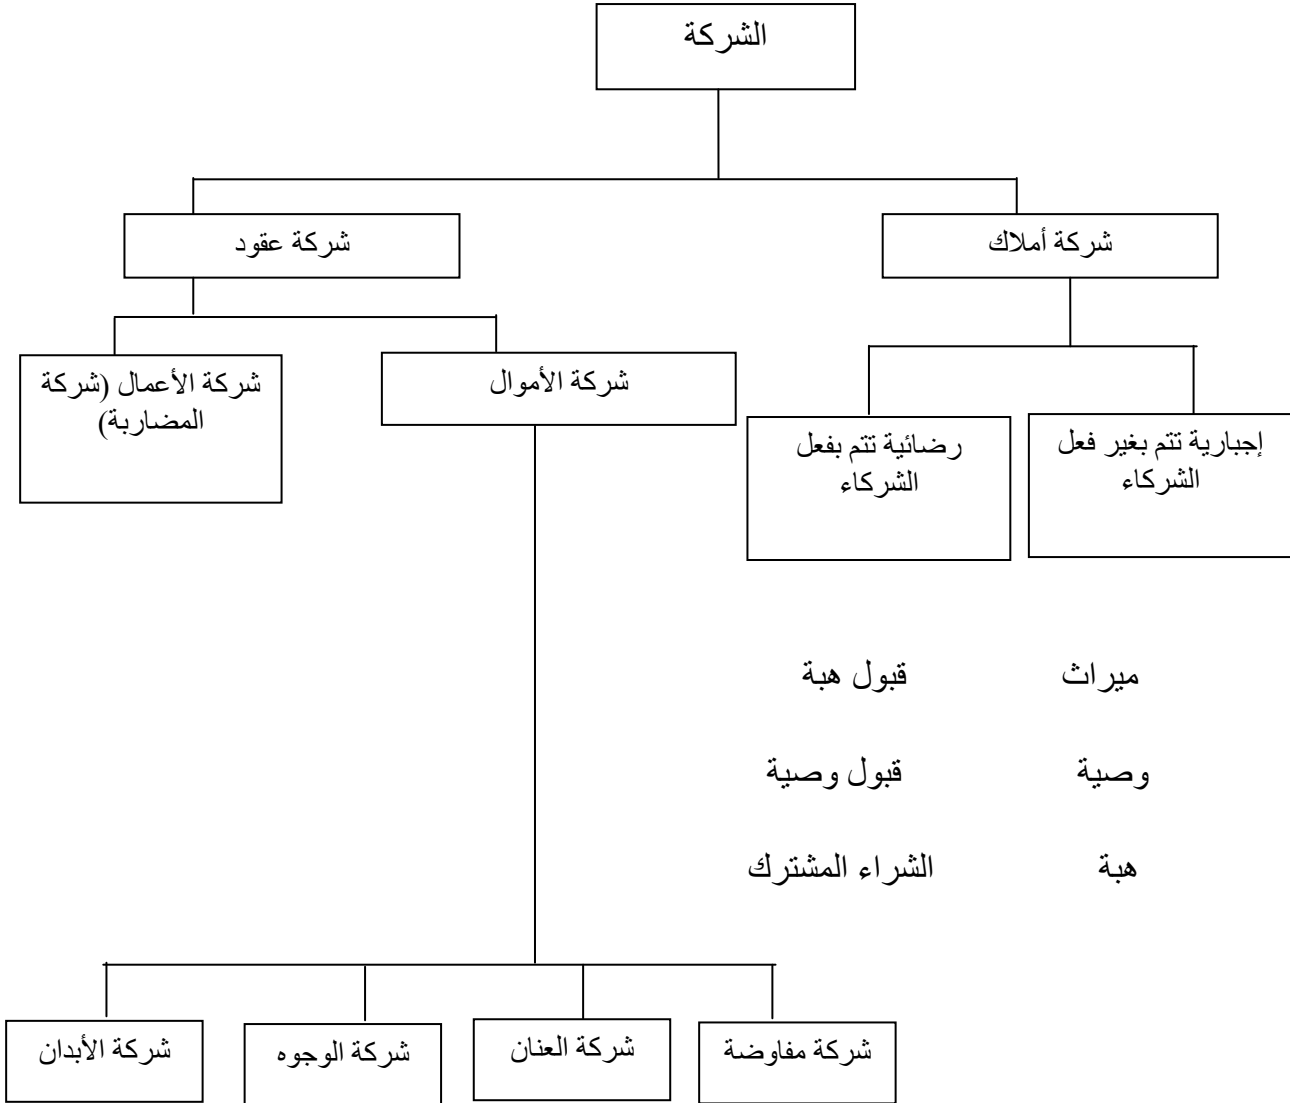 الشركة
شركة أملاك
شركة عقود
إجبارية تتم بغير فعل
الشركاء
رضائية تتم بفعل
الشركاء
شركة الأموال
شركة الأعمال (شركة
المضاربة)
ميراث
قبول هبة
وصية
قبول وصية
هبة
الشراء المشترك
شركة مفاوضة
شركة العنان
شركة الوجوه
شركة الأبدان